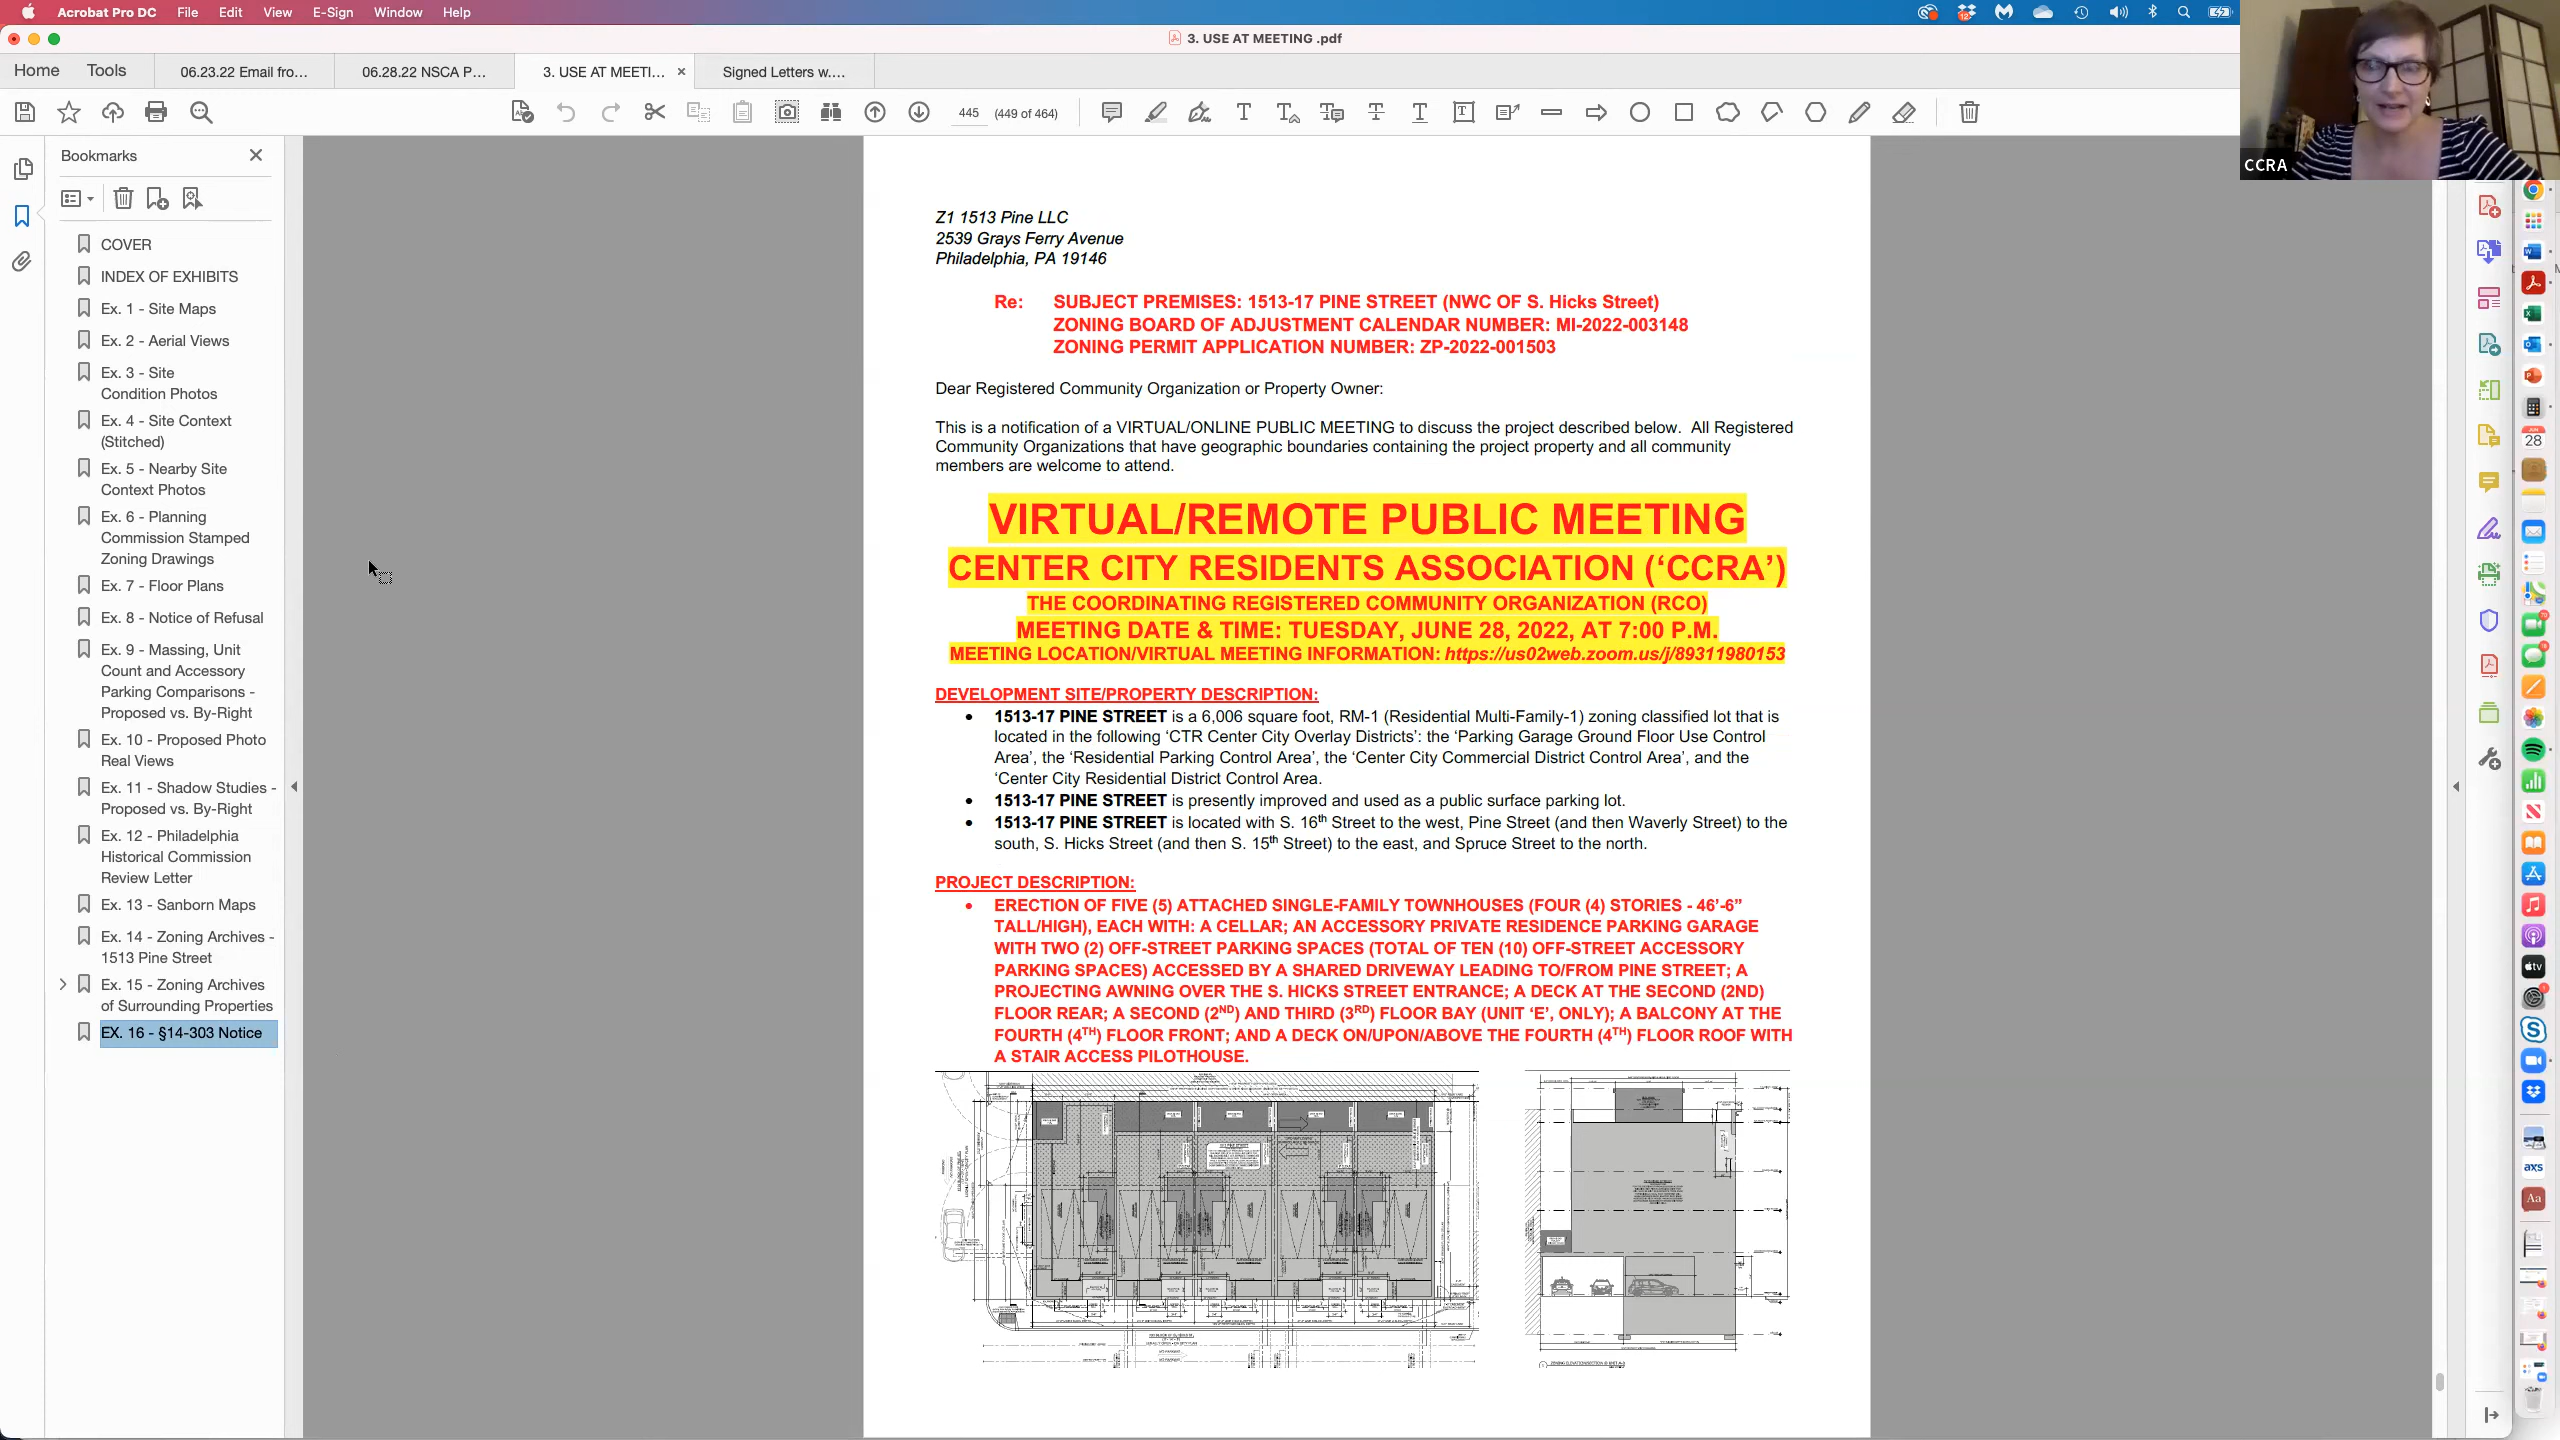 Acrobat Pro DC File Edit View E-Sign Window Help
3. USE AT MEETING .pdf
Home Tools 06.23.22 Email fro... 06.28.22 NSCA P... 3. USE AT MEETI... × Signed Letters w....
445 (449 of 464)
CCRA
Bookmarks
COVER
INDEX OF EXHIBITS
Ex. 1 - Site Maps
Ex. 2 - Aerial Views
Ex. 3 - Site
Condition Photos
Ex. 4 - Site Context
(Stitched)
Ex. 5 - Nearby Site
Context Photos
Ex. 6 - Planning
Commission Stamped
Zoning Drawings
Ex. 7 - Floor Plans
Ex. 8 - Notice of Refusal
Ex. 9 - Massing, Unit
Count and Accessory
Parking Comparisons -
Proposed vs. By-Right
Ex. 10 - Proposed Photo
Real Views
Ex. 11 - Shadow Studies -
Proposed vs. By-Right
Ex. 12 - Philadelphia
Historical Commission
Review Letter
Ex. 13 - Sanborn Maps
Ex. 14 - Zoning Archives -
1513 Pine Street
Ex. 15 - Zoning Archives
of Surrounding Properties
EX. 16 - §14-303 Notice
Z1 1513 Pine LLC
2539 Grays Ferry Avenue
Philadelphia, PA 19146
Re: SUBJECT PREMISES: 1513-17 PINE STREET (NWC OF S. Hicks Street)
ZONING BOARD OF ADJUSTMENT CALENDAR NUMBER: MI-2022-003148
ZONING PERMIT APPLICATION NUMBER: ZP-2022-001503
Dear Registered Community Organization or Property Owner:
This is a notification of a VIRTUAL/ONLINE PUBLIC MEETING to discuss the project described below. All Registered
Community Organizations that have geographic boundaries containing the project property and all community
members are welcome to attend.
VIRTUAL/REMOTE PUBLIC MEETING
CENTER CITY RESIDENTS ASSOCIATION (‘CCRA’)
THE COORDINATING REGISTERED COMMUNITY ORGANIZATION (RCO)
MEETING DATE & TIME: TUESDAY, JUNE 28, 2022, AT 7:00 P.M.
MEETING LOCATION/VIRTUAL MEETING INFORMATION: https://us02web.zoom.us/j/89311980153
DEVELOPMENT SITE/PROPERTY DESCRIPTION:
• 1513-17 PINE STREET is a 6,006 square foot, RM-1 (Residential Multi-Family-1) zoning classified lot that is
located in the following ‘CTR Center City Overlay Districts’: the ‘Parking Garage Ground Floor Use Control
Area’, the ‘Residential Parking Control Area’, the ‘Center City Commercial District Control Area’, and the
‘Center City Residential District Control Area.
• 1513-17 PINE STREET is presently improved and used as a public surface parking lot.
• 1513-17 PINE STREET is located with S. 16th Street to the west, Pine Street (and then Waverly Street) to the
south, S. Hicks Street (and then S. 15th Street) to the east, and Spruce Street to the north.
PROJECT DESCRIPTION:
• ERECTION OF FIVE (5) ATTACHED SINGLE-FAMILY TOWNHOUSES (FOUR (4) STORIES - 46’-6”
TALL/HIGH), EACH WITH: A CELLAR; AN ACCESSORY PRIVATE RESIDENCE PARKING GARAGE
WITH TWO (2) OFF-STREET PARKING SPACES (TOTAL OF TEN (10) OFF-STREET ACCESSORY
PARKING SPACES) ACCESSED BY A SHARED DRIVEWAY LEADING TO/FROM PINE STREET; A
PROJECTING AWNING OVER THE S. HICKS STREET ENTRANCE; A DECK AT THE SECOND (2ND)
FLOOR REAR; A SECOND (2ND) AND THIRD (3RD) FLOOR BAY (UNIT ‘E’, ONLY); A BALCONY AT THE
FOURTH (4TH) FLOOR FRONT; AND A DECK ON/UPON/ABOVE THE FOURTH (4TH) FLOOR ROOF WITH
A STAIR ACCESS PILOTHOUSE.
JUN
28
tv
axs
Aa